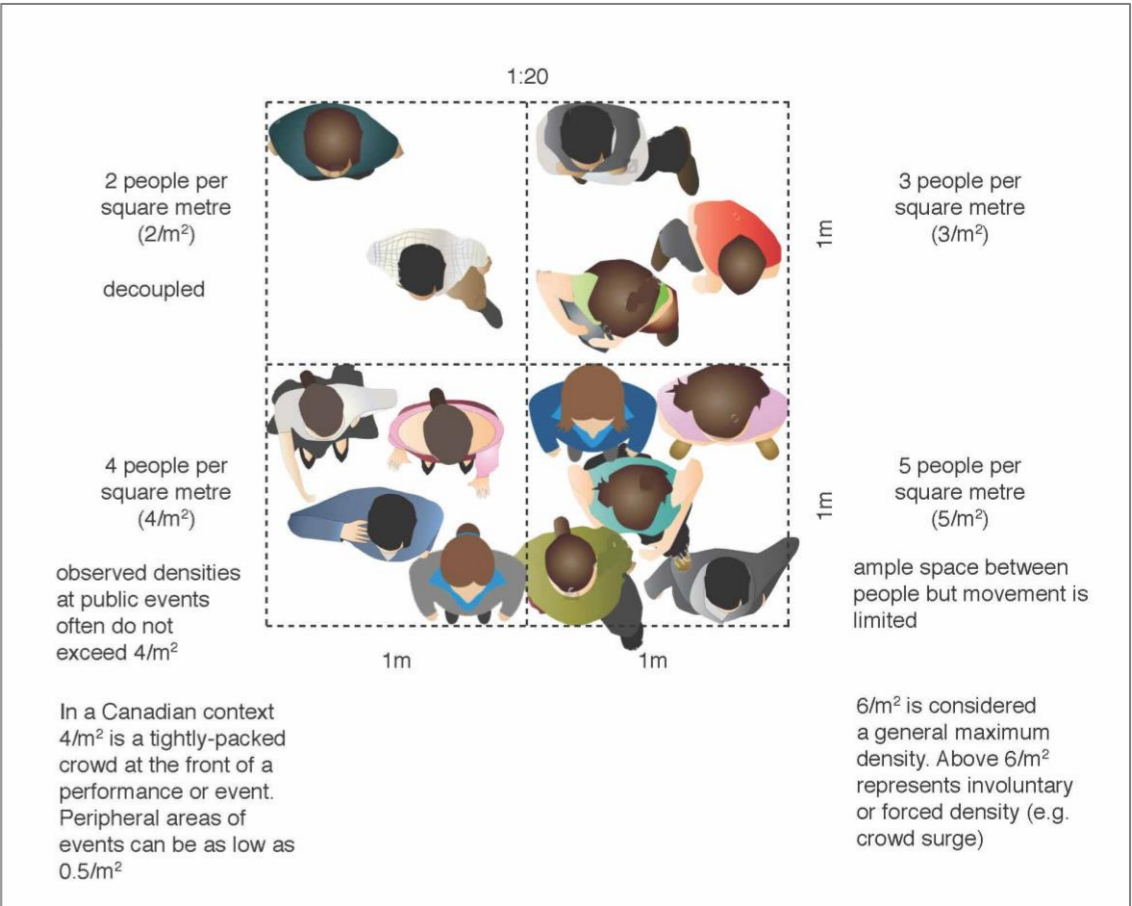 1:20
2 people per
square metre
(2/m²)
decoupled
3 people per
square metre
(3/m²)
1m
4 people per
square metre
(4/m²)
observed densities
at public events
often do not
exceed 4/m²
In a Canadian context
4/m² is a tightly-packed
crowd at the front of a
performance or event.
Peripheral areas of
events can be as low as
0.5/m²
1m
5 people per
square metre
(5/m²)
ample space between
people but movement is
limited
1m
1m
6/m² is considered
a general maximum
density. Above 6/m²
represents involuntary
or forced density (e.g.
crowd surge)